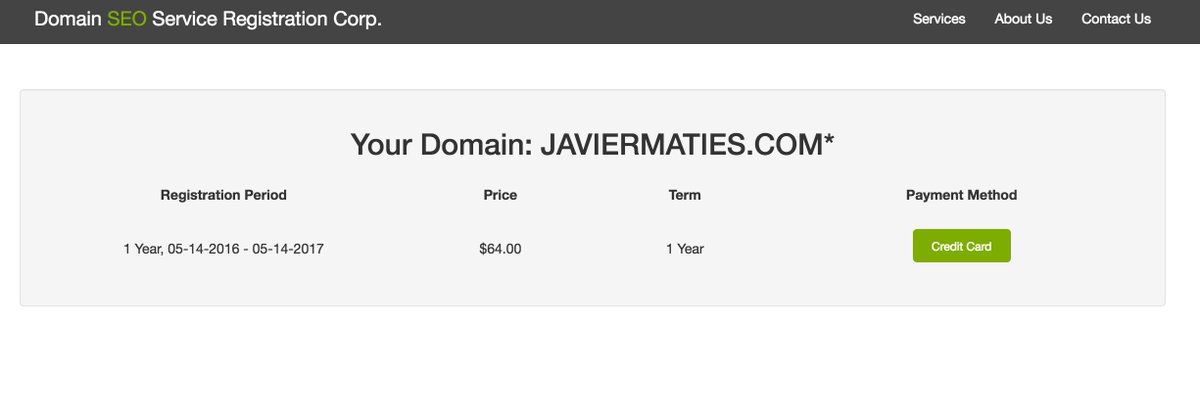 Domain SEO Service Registration Corp. Services About Us Contact Us
Your Domain: JAVIERMATIES.COM*
Registration Period Price Term Payment Method
1 Year, 05-14-2016 - 05-14-2017 $64.00 1 Year Credit Card